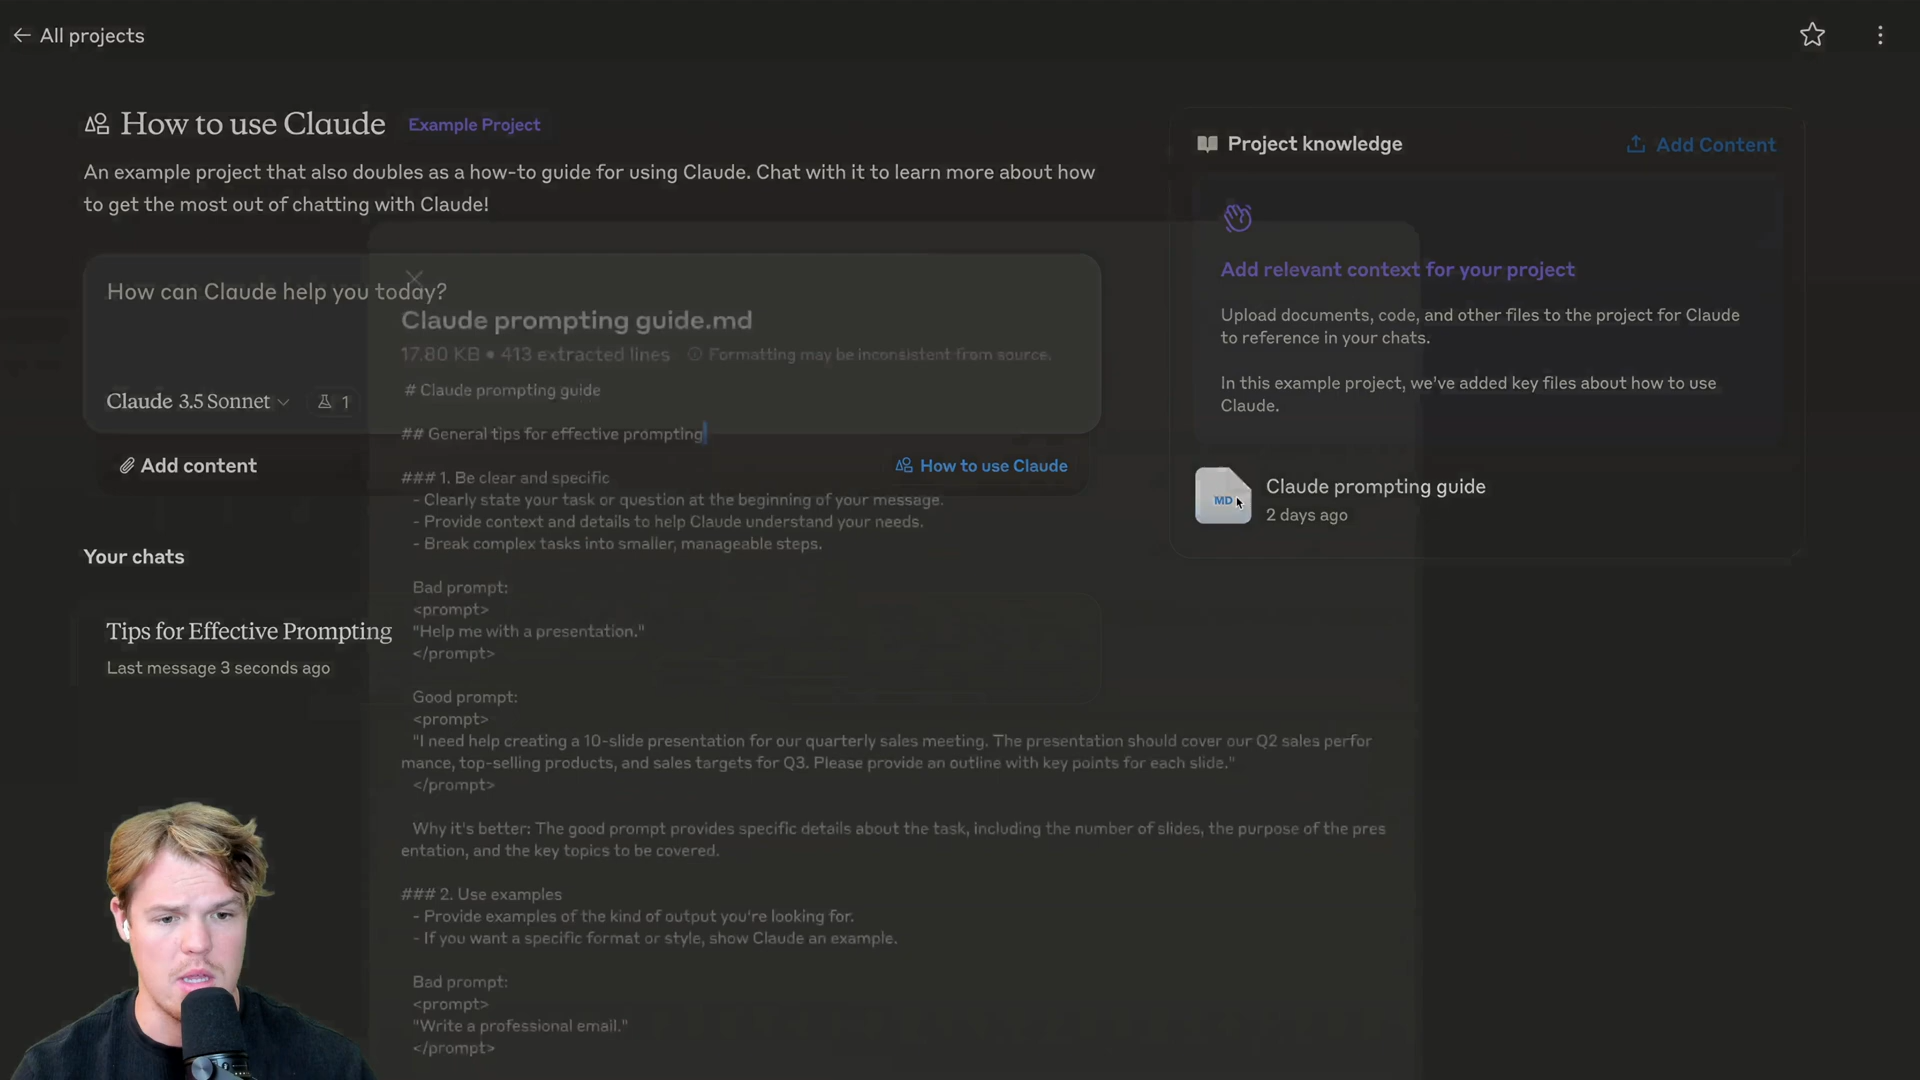 All projects
How to use Claude
Example Project
An example project that also doubles as a how-to guide for using Claude. Chat with it to learn more about how
to get the most out of chatting with Claude!
How can Claude help you today?
Claude 3.5 Sonnet
1
Add content
How to use Claude
Your chats
Tips for Effective Prompting
Last message 3 seconds ago
Claude prompting guide.md
17.80 KB • 413 extracted lines
Formatting may be inconsistent from source.
# Claude prompting guide
## General tips for effective prompting
### 1. Be clear and specific
- Clearly state your task or question at the beginning of your message.
- Provide context and details to help Claude understand your needs.
- Break complex tasks into smaller, manageable steps.
Bad prompt:
<prompt>
"Help me with a presentation."
</prompt>
Good prompt:
<prompt>
"I need help creating a 10-slide presentation for our quarterly sales meeting. The presentation should cover our Q2 sales perfor
mance, top-selling products, and sales targets for Q3. Please provide an outline with key points for each slide."
</prompt>
Why it's better: The good prompt provides specific details about the task, including the number of slides, the purpose of the pres
entation, and the key topics to be covered.
### 2. Use examples
- Provide examples of the kind of output you're looking for.
- If you want a specific format or style, show Claude an example.
Bad prompt:
<prompt>
"Write a professional email."
</prompt>
Project knowledge
Add Content
Add relevant context for your project
Upload documents, code, and other files to the project for Claude
to reference in your chats.
In this example project, we've added key files about how to use
Claude.
MD
Claude prompting guide
2 days ago